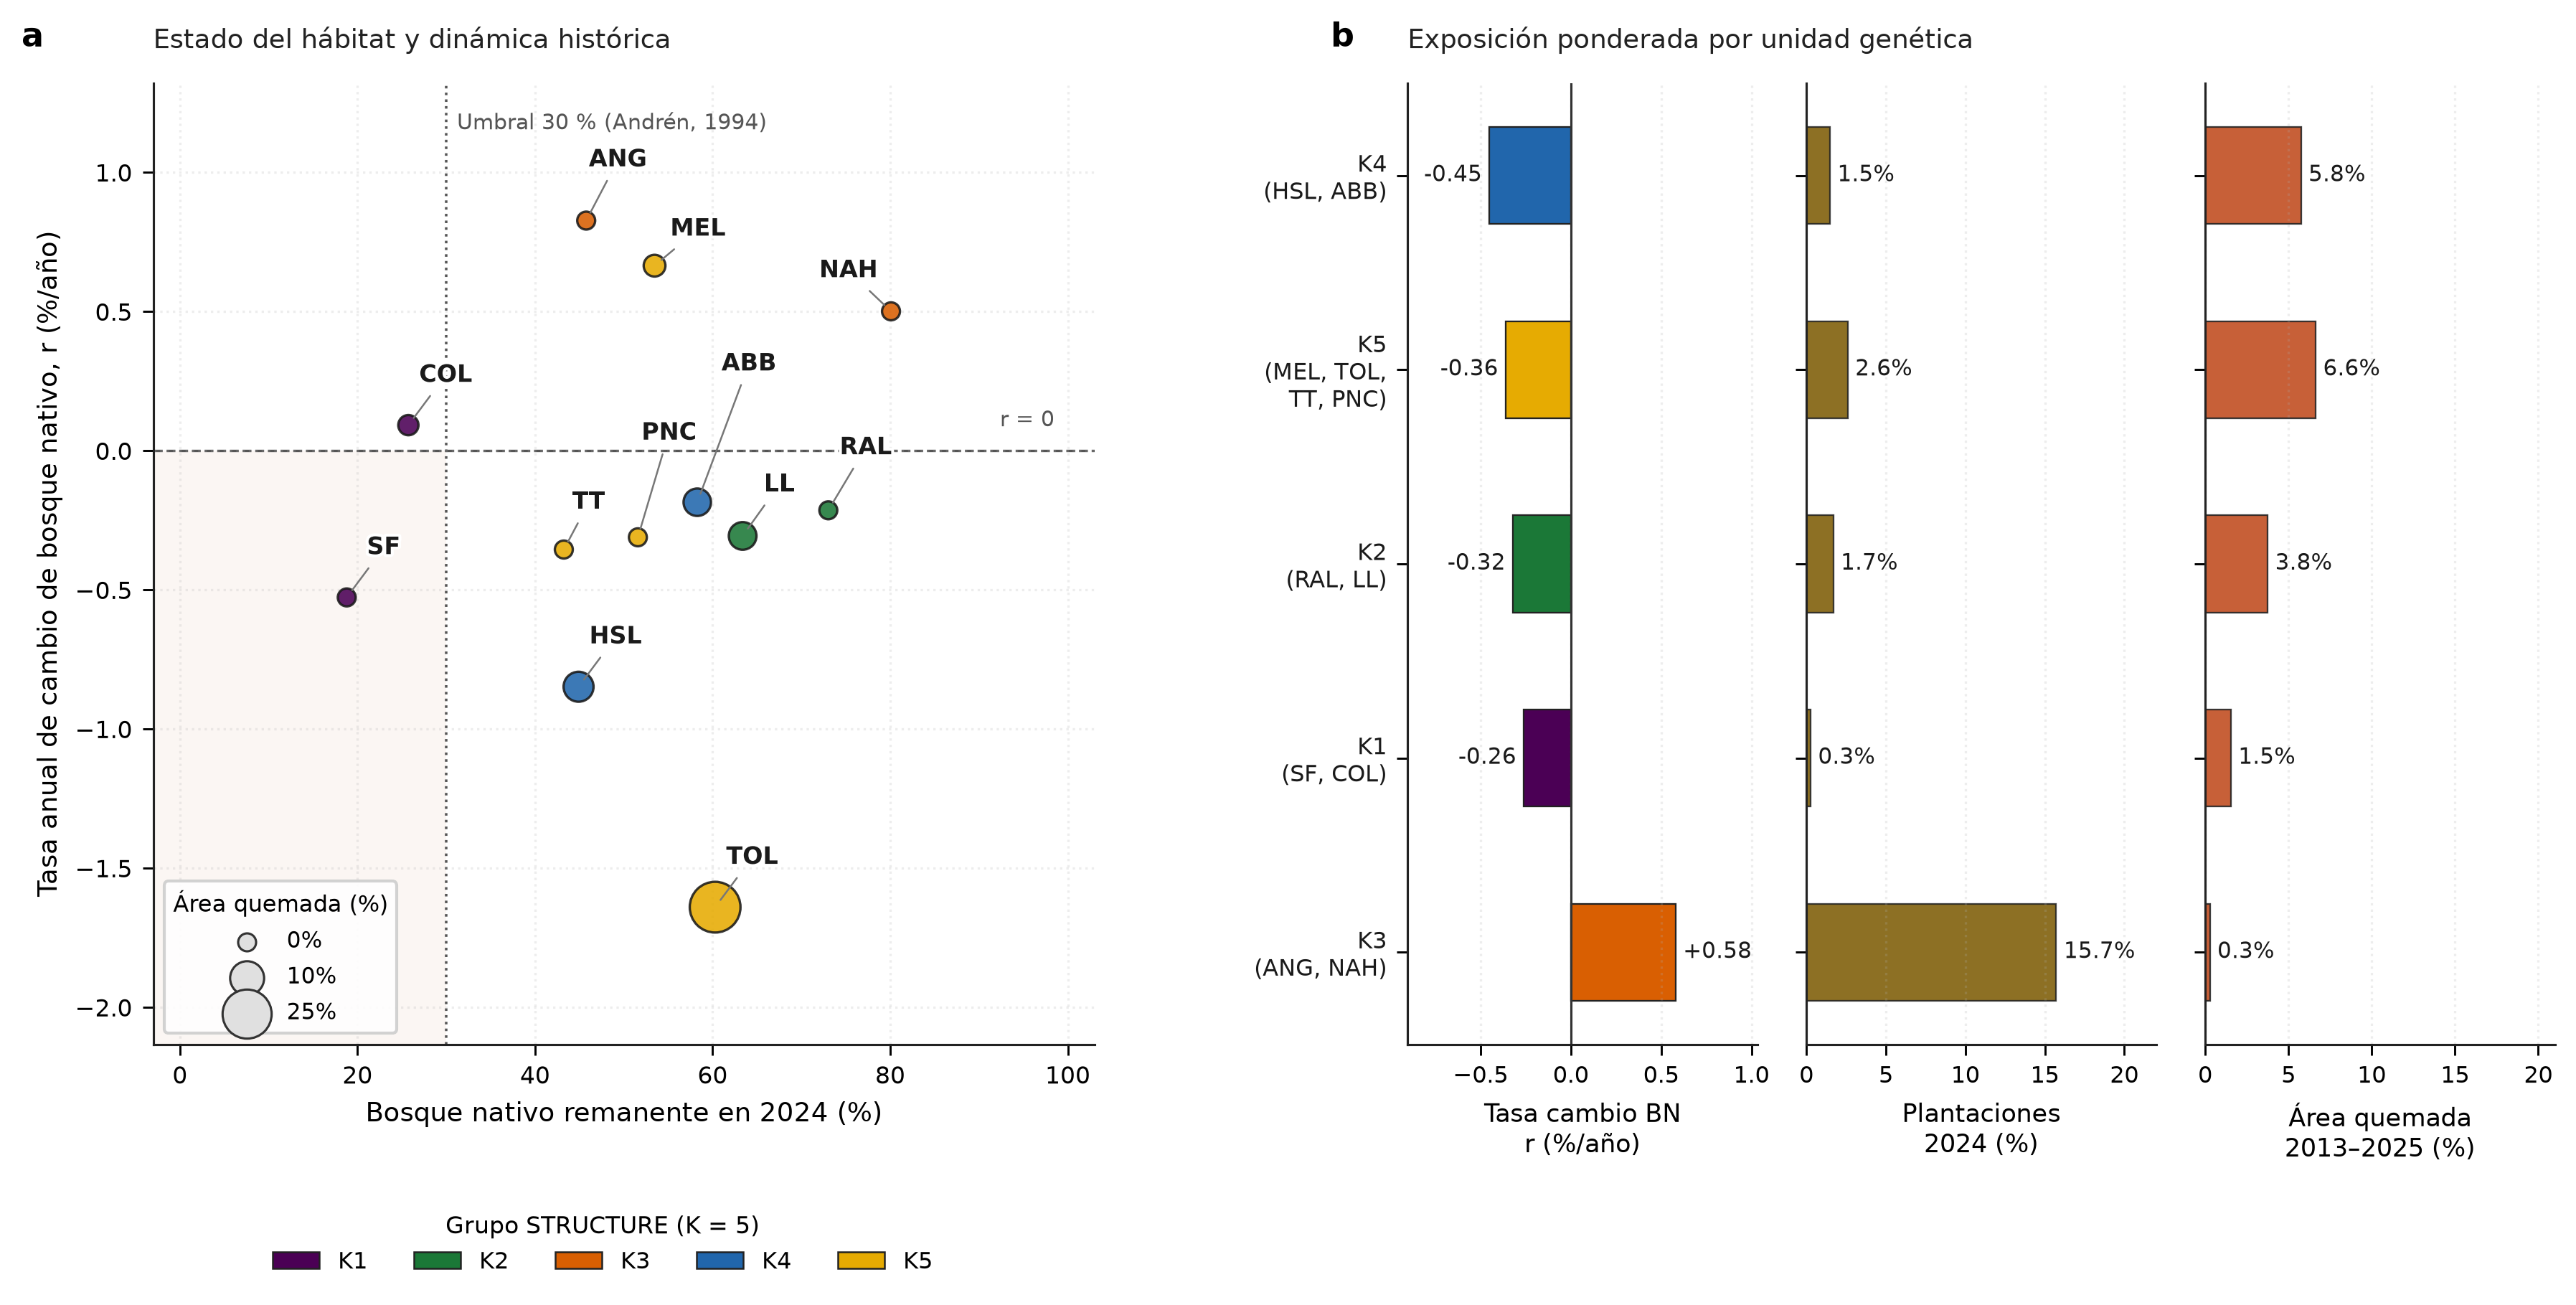 a
Estado del hábitat y dinámica histórica
Tasa anual de cambio de bosque nativo, r (%/año)
1.0
0.5
0.0
−0.5
−1.0
−1.5
−2.0
Umbral 30 % (Andrén, 1994)
ANG
MEL
NAH
COL
ABB
r = 0
PNC
RAL
LL
TT
SF
HSL
TOL
Área quemada (%)
0%
10%
25%
0
20
40
60
80
100
Bosque nativo remanente en 2024 (%)
Grupo STRUCTURE (K = 5)
K1
K2
K3
K4
K5
b
Exposición ponderada por unidad genética
K4
(HSL, ABB)
K5
(MEL, TOL,
TT, PNC)
K2
(RAL, LL)
K1
(SF, COL)
K3
(ANG, NAH)
-0.45
-0.36
-0.32
-0.26
+0.58
−0.5
0.0
0.5
1.0
Tasa cambio BN
r (%/año)
1.5%
2.6%
1.7%
0.3%
15.7%
0
5
10
15
20
Plantaciones
2024 (%)
5.8%
6.6%
3.8%
1.5%
0.3%
0
5
10
15
20
Área quemada
2013–2025 (%)